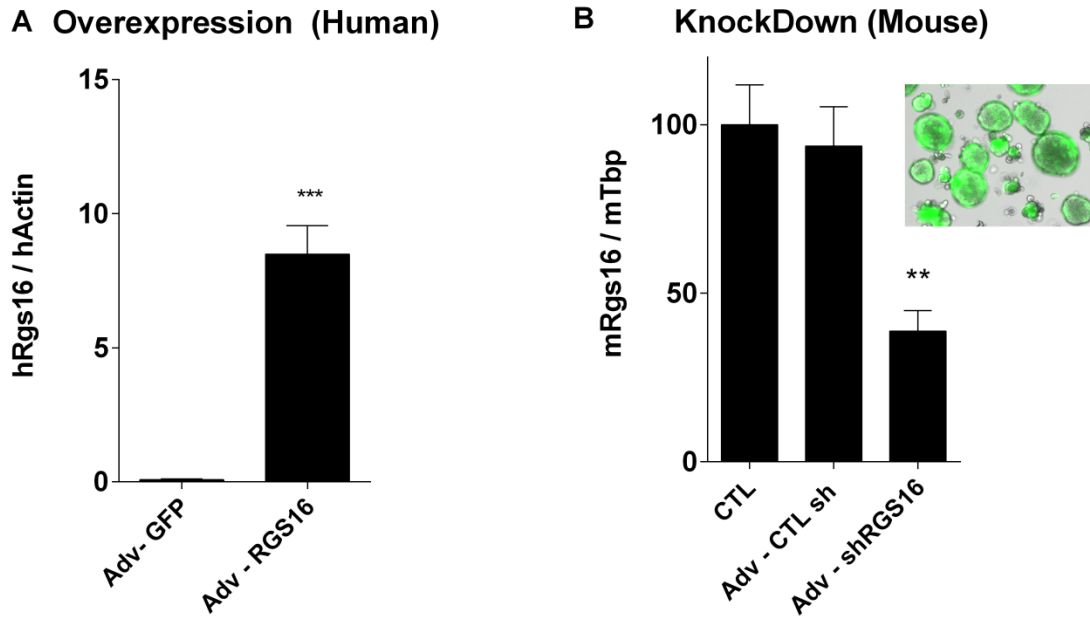 A Overexpression (Human)
hRgs16 / hActin
15
10
5
0
***
Adv- GFP
Adv - RGS16
B KnockDown (Mouse)
mRgs16 / mTbp
100
50
0
**
CTL
Adv - CTL sh
Adv - shRGS16